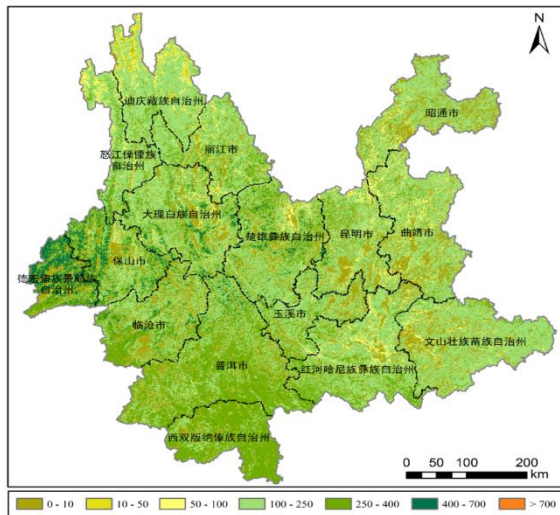 N
迪庆藏族自治州
昭通市
怒江傈僳族
自治州
丽江市
大理白族自治州
楚雄彝族自治州
昆明市
曲靖市
德宏傣族景颇族
自治州
保山市
临沧市
玉溪市
文山壮族苗族自治州
普洱市
红河哈尼族彝族自治州
西双版纳傣族自治州
0 50 100 200
km
0 - 10 10 - 50 50 - 100 100 - 250 250 - 400 400 - 700 > 700